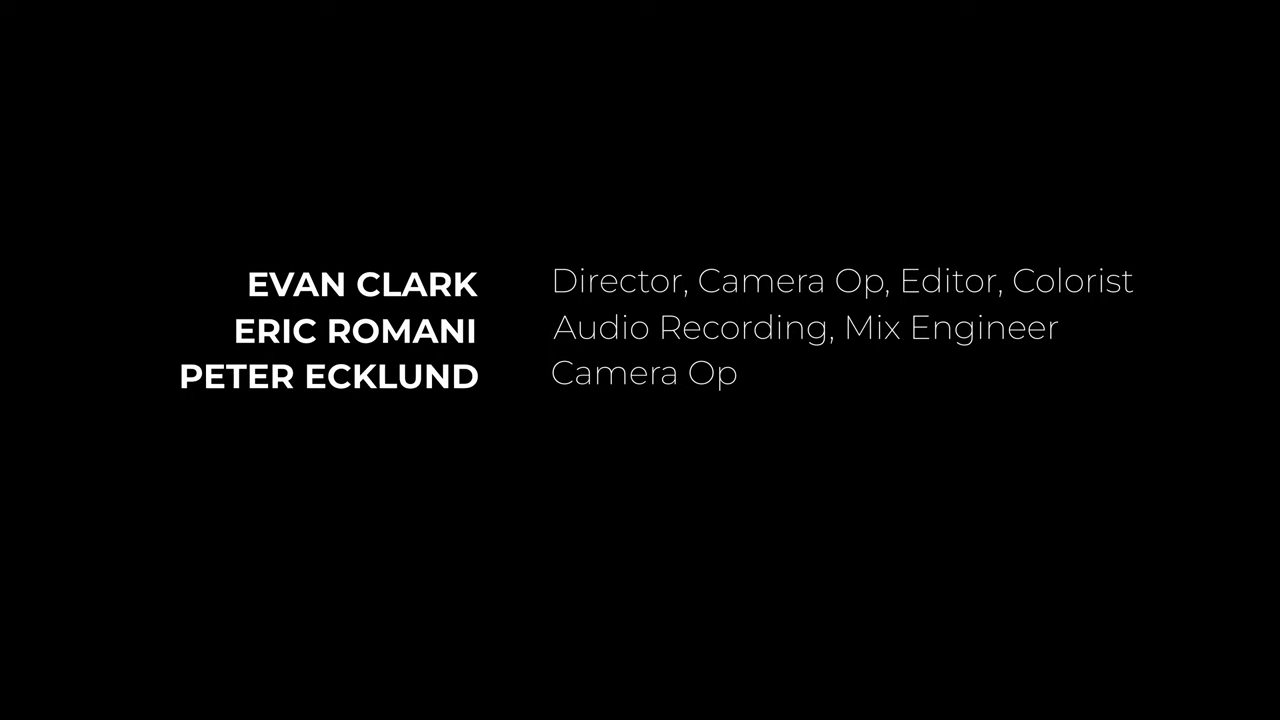 EVAN CLARK Director, Camera Op, Editor, Colorist
ERIC ROMANI Audio Recording, Mix Engineer
PETER ECKLUND Camera Op